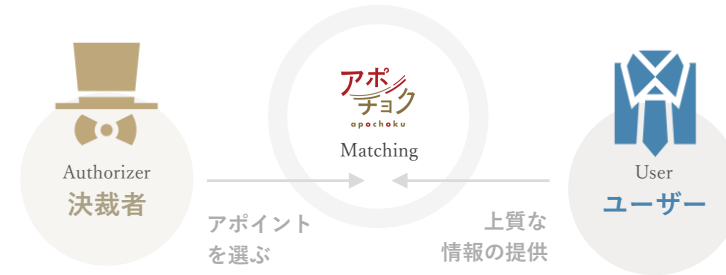 Authorizer
決裁者
アポイント
を選ぶ
アポ
チョク
apochoku
Matching
User
ユーザー
上質な
情報の提供